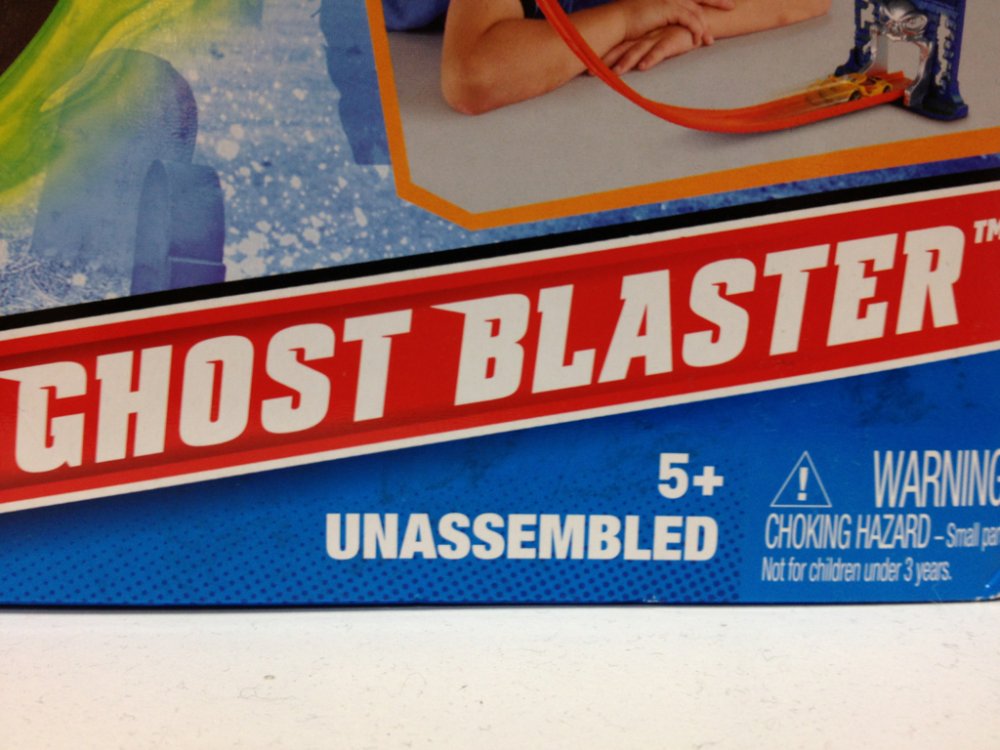 GHOST BLASTER™
5+
UNASSEMBLED
WARNING
CHOKING HAZARD – Small
Not for children under 3 years.